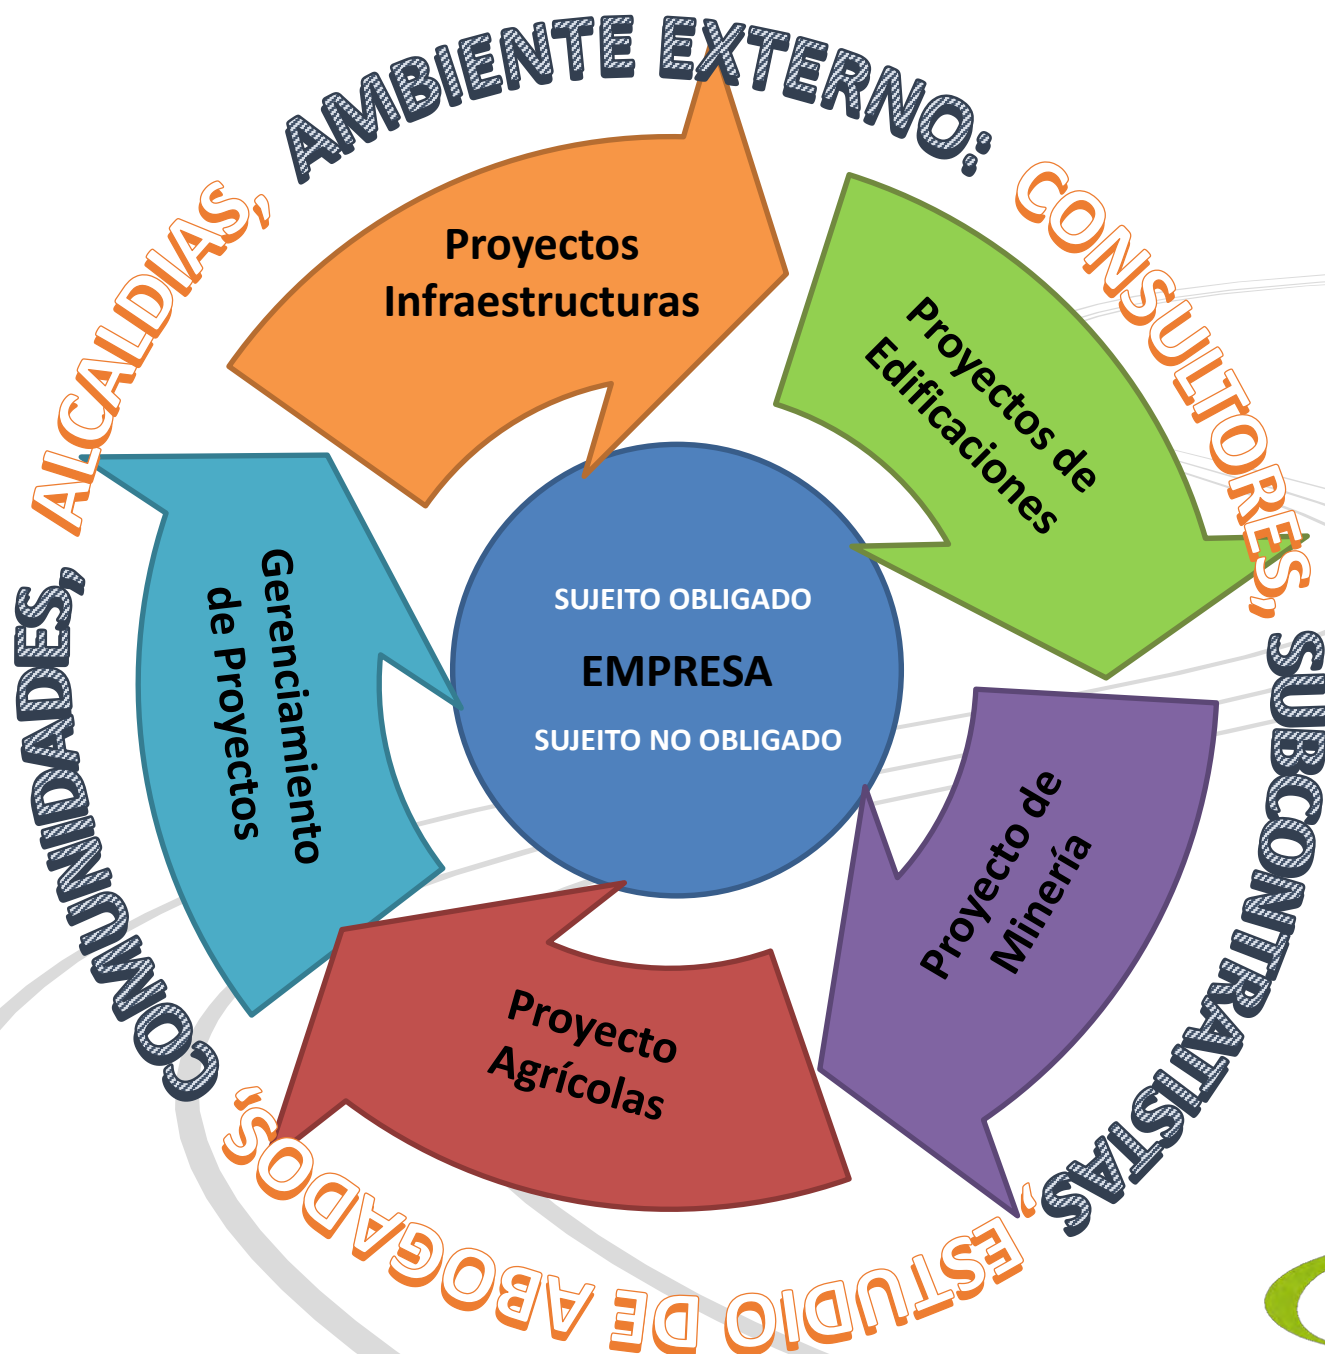 AMBIENTE EXTERNO: CONSULTORES, SUBCONTRATISTAS, ESTUDIO DE ABOGADOS, COMUNIDADES, ALCALDIAS,
Proyectos
Infraestructuras
Proyectos de
Edificaciones
Proyecto de
Minería
Proyecto
Agrícolas
Gerenciamiento
de Proyectos
SUJEITO OBLIGADO
EMPRESA
SUJEITO NO OBLIGADO